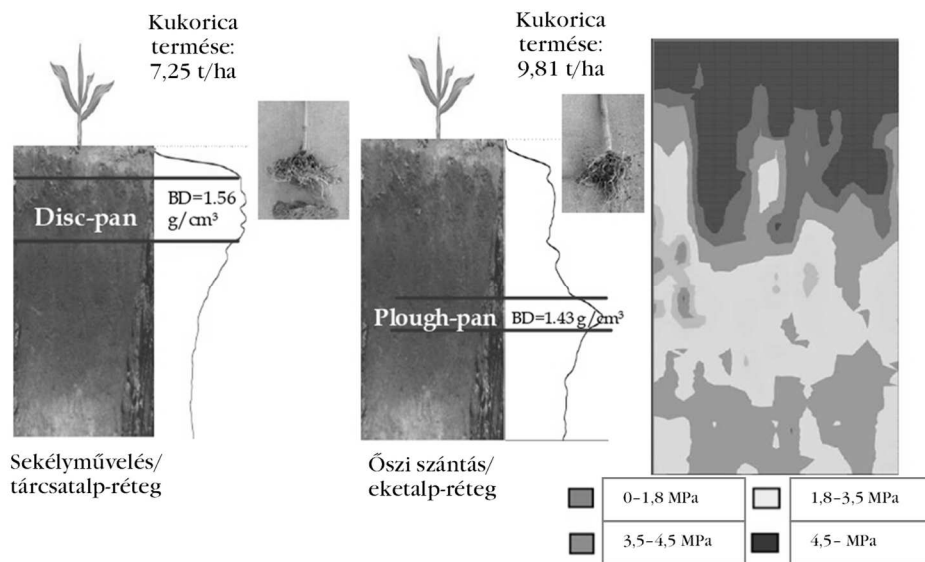 Kukorica
termése:
7,25 t/ha
Disc-pan
BD=1.56
g/cm³
Sekélyművelés/
tárcsatalp-réteg
Kukorica
termése:
9,81 t/ha
Plough-pan
BD=1.43 g/cm³
Őszi szántás/
eketalp-réteg
0–1,8 MPa
1,8–3,5 MPa
3,5–4,5 MPa
4,5– MPa